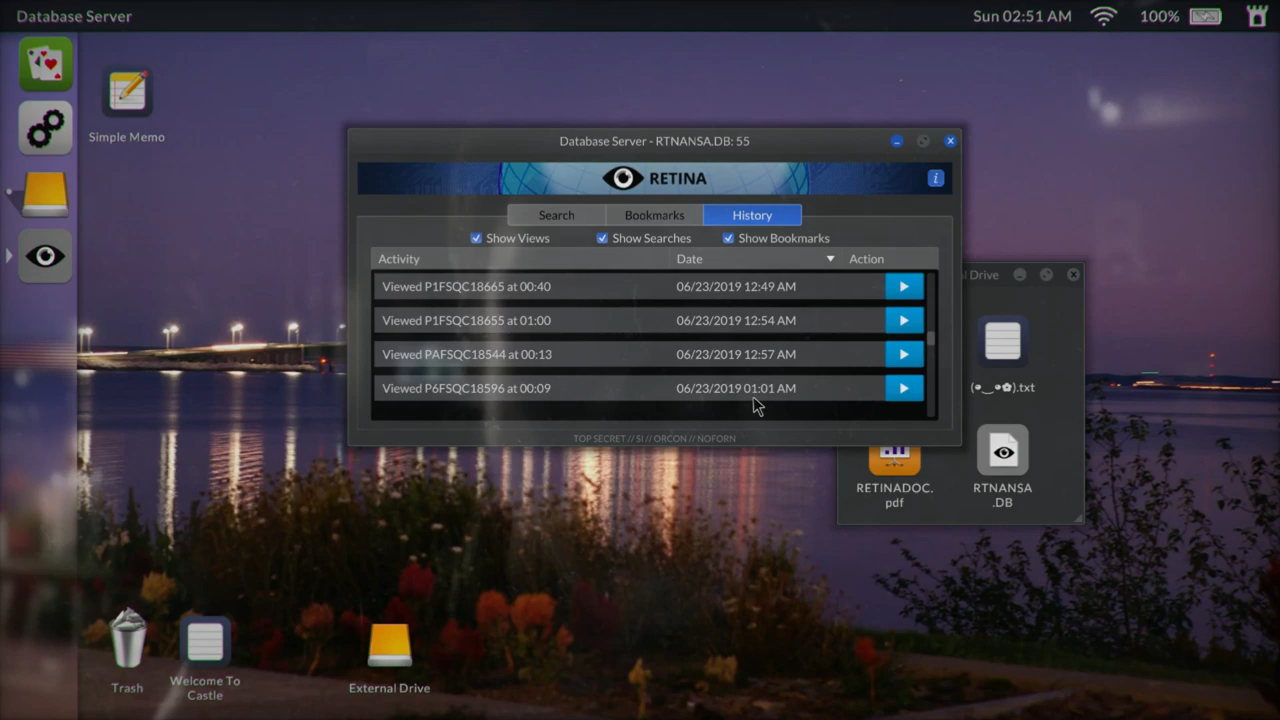 Database Server
Sun 02:51 AM
100%
Simple Memo
Database Server - RTNANSA.DB: 55
RETINA
i
Search
Bookmarks
History
Show Views
Show Searches
Show Bookmarks
Activity
Date
Action
Viewed P1FSQC18665 at 00:40
06/23/2019 12:49 AM
Viewed P1FSQC18655 at 01:00
06/23/2019 12:54 AM
Viewed PAFSQC18544 at 00:13
06/23/2019 12:57 AM
Viewed P6FSQC18596 at 00:09
06/23/2019 01:01 AM
TOP SECRET // SI // ORCON // NOFORN
Drive
(•‿•✿).txt
RETINADOC.
pdf
RTNANSA
.DB
Trash
Welcome To
Castle
External Drive